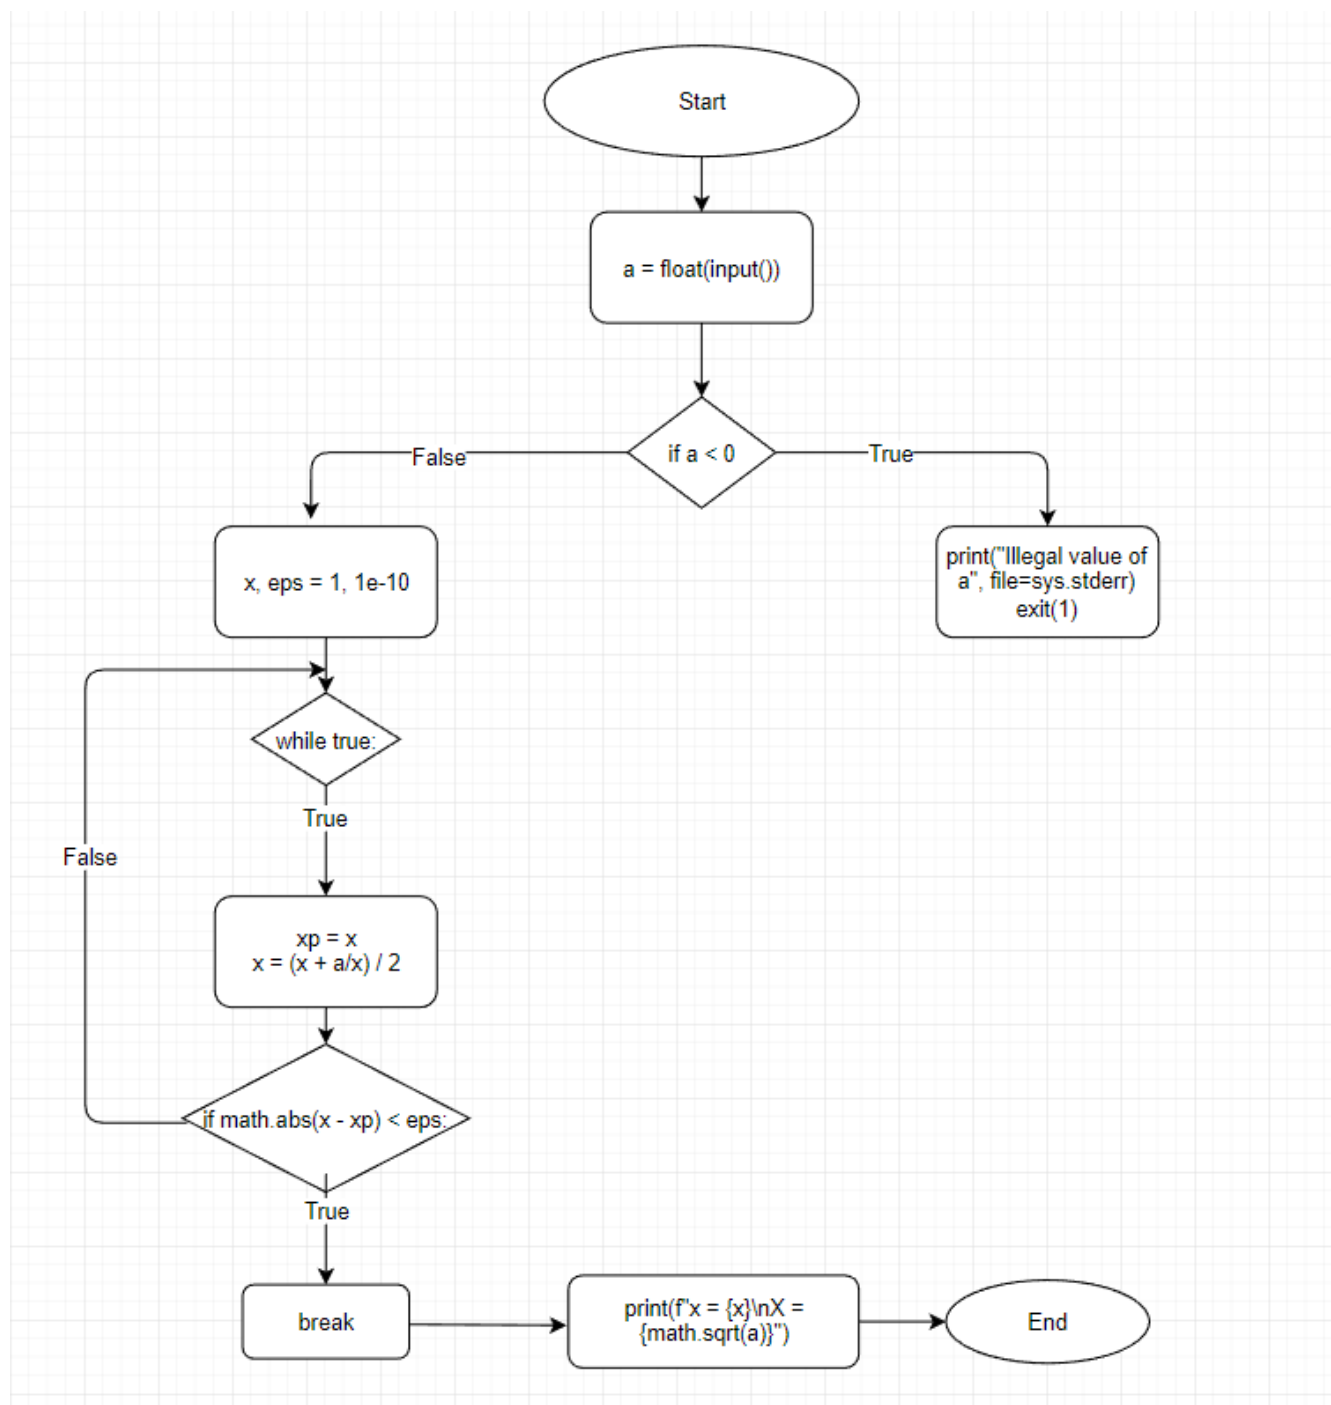 Start
a = float(input())
if a < 0
False
True
x, eps = 1, 1e-10
print("Illegal value of
a", file=sys.stderr)
exit(1)
while true:
True
False
xp = x
x = (x + a/x) / 2
if math.abs(x - xp) < eps:
True
break
print(f"x = {x}\nX =
{math.sqrt(a)}")
End